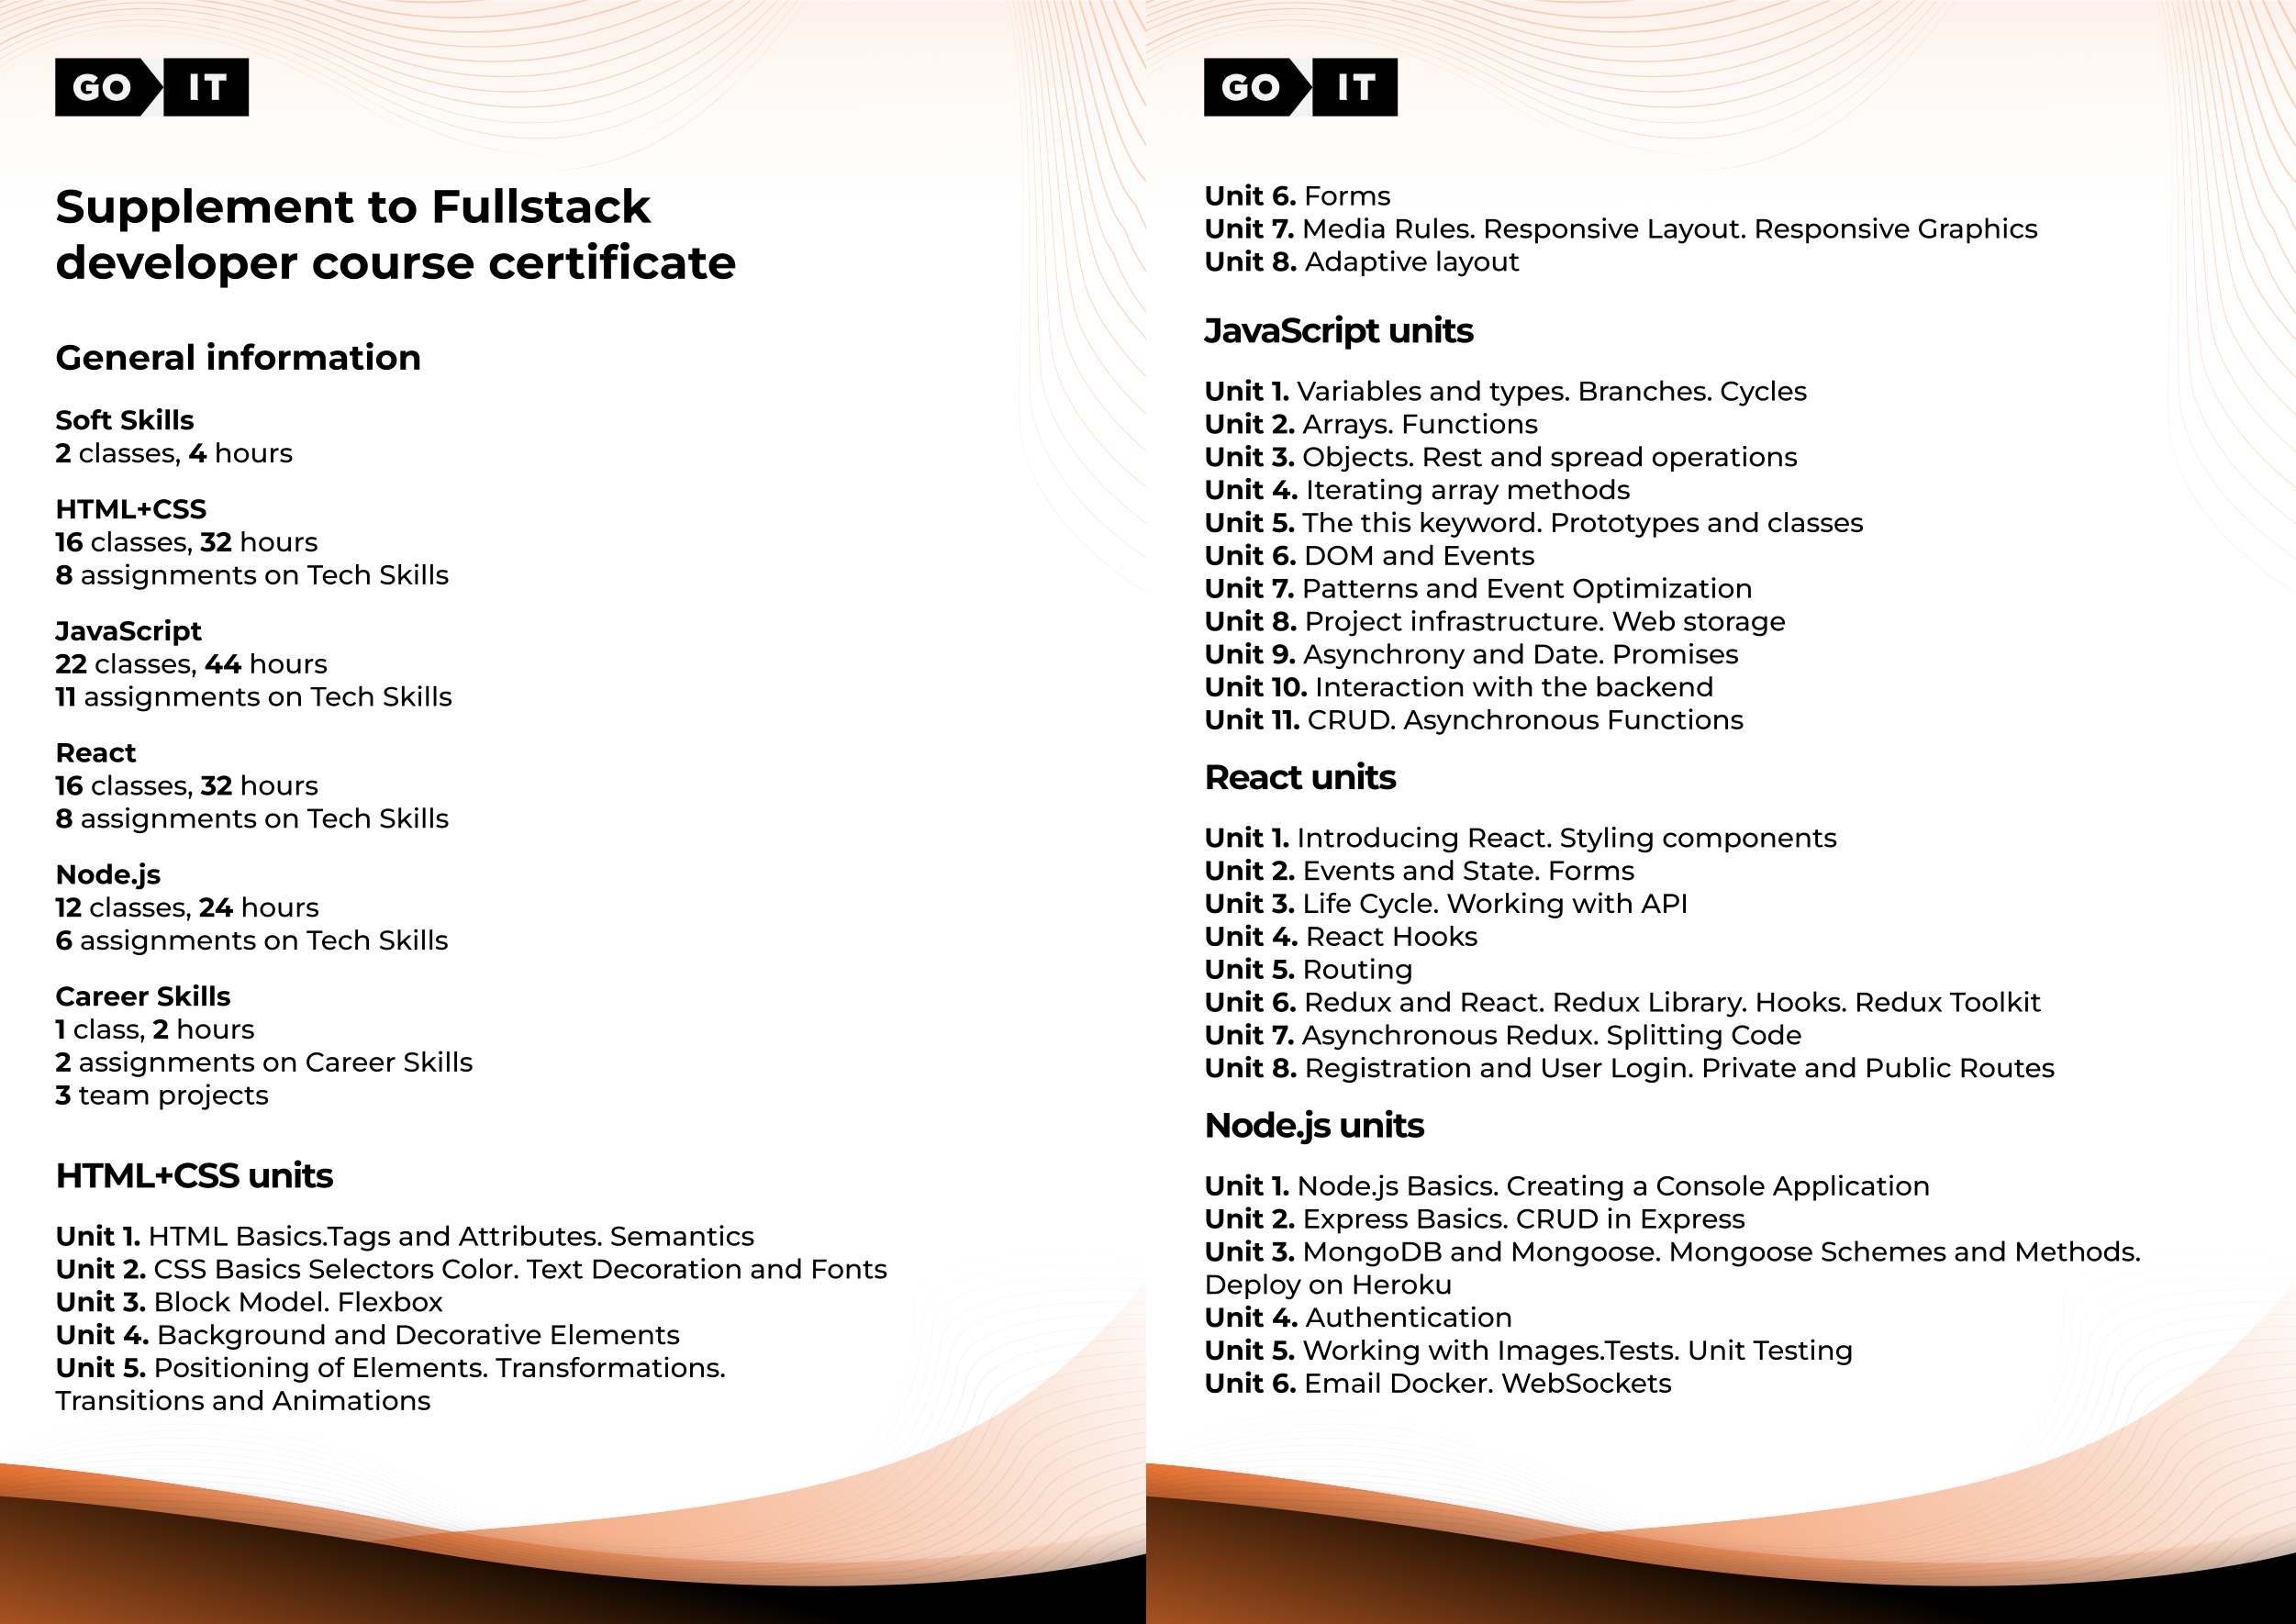 GO IT
Supplement to Fullstack
developer course certificate
General information
Soft Skills
2 classes, 4 hours
HTML+CSS
16 classes, 32 hours
8 assignments on Tech Skills
JavaScript
22 classes, 44 hours
11 assignments on Tech Skills
React
16 classes, 32 hours
8 assignments on Tech Skills
Node.js
12 classes, 24 hours
6 assignments on Tech Skills
Career Skills
1 class, 2 hours
2 assignments on Career Skills
3 team projects
HTML+CSS units
Unit 1. HTML Basics.Tags and Attributes. Semantics
Unit 2. CSS Basics Selectors Color. Text Decoration and Fonts
Unit 3. Block Model. Flexbox
Unit 4. Background and Decorative Elements
Unit 5. Positioning of Elements. Transformations.
Transitions and Animations
GO IT
Unit 6. Forms
Unit 7. Media Rules. Responsive Layout. Responsive Graphics
Unit 8. Adaptive layout
JavaScript units
Unit 1. Variables and types. Branches. Cycles
Unit 2. Arrays. Functions
Unit 3. Objects. Rest and spread operations
Unit 4. Iterating array methods
Unit 5. The this keyword. Prototypes and classes
Unit 6. DOM and Events
Unit 7. Patterns and Event Optimization
Unit 8. Project infrastructure. Web storage
Unit 9. Asynchrony and Date. Promises
Unit 10. Interaction with the backend
Unit 11. CRUD. Asynchronous Functions
React units
Unit 1. Introducing React. Styling components
Unit 2. Events and State. Forms
Unit 3. Life Cycle. Working with API
Unit 4. React Hooks
Unit 5. Routing
Unit 6. Redux and React. Redux Library. Hooks. Redux Toolkit
Unit 7. Asynchronous Redux. Splitting Code
Unit 8. Registration and User Login. Private and Public Routes
Node.js units
Unit 1. Node.js Basics. Creating a Console Application
Unit 2. Express Basics. CRUD in Express
Unit 3. MongoDB and Mongoose. Mongoose Schemes and Methods.
Deploy on Heroku
Unit 4. Authentication
Unit 5. Working with Images.Tests. Unit Testing
Unit 6. Email Docker. WebSockets